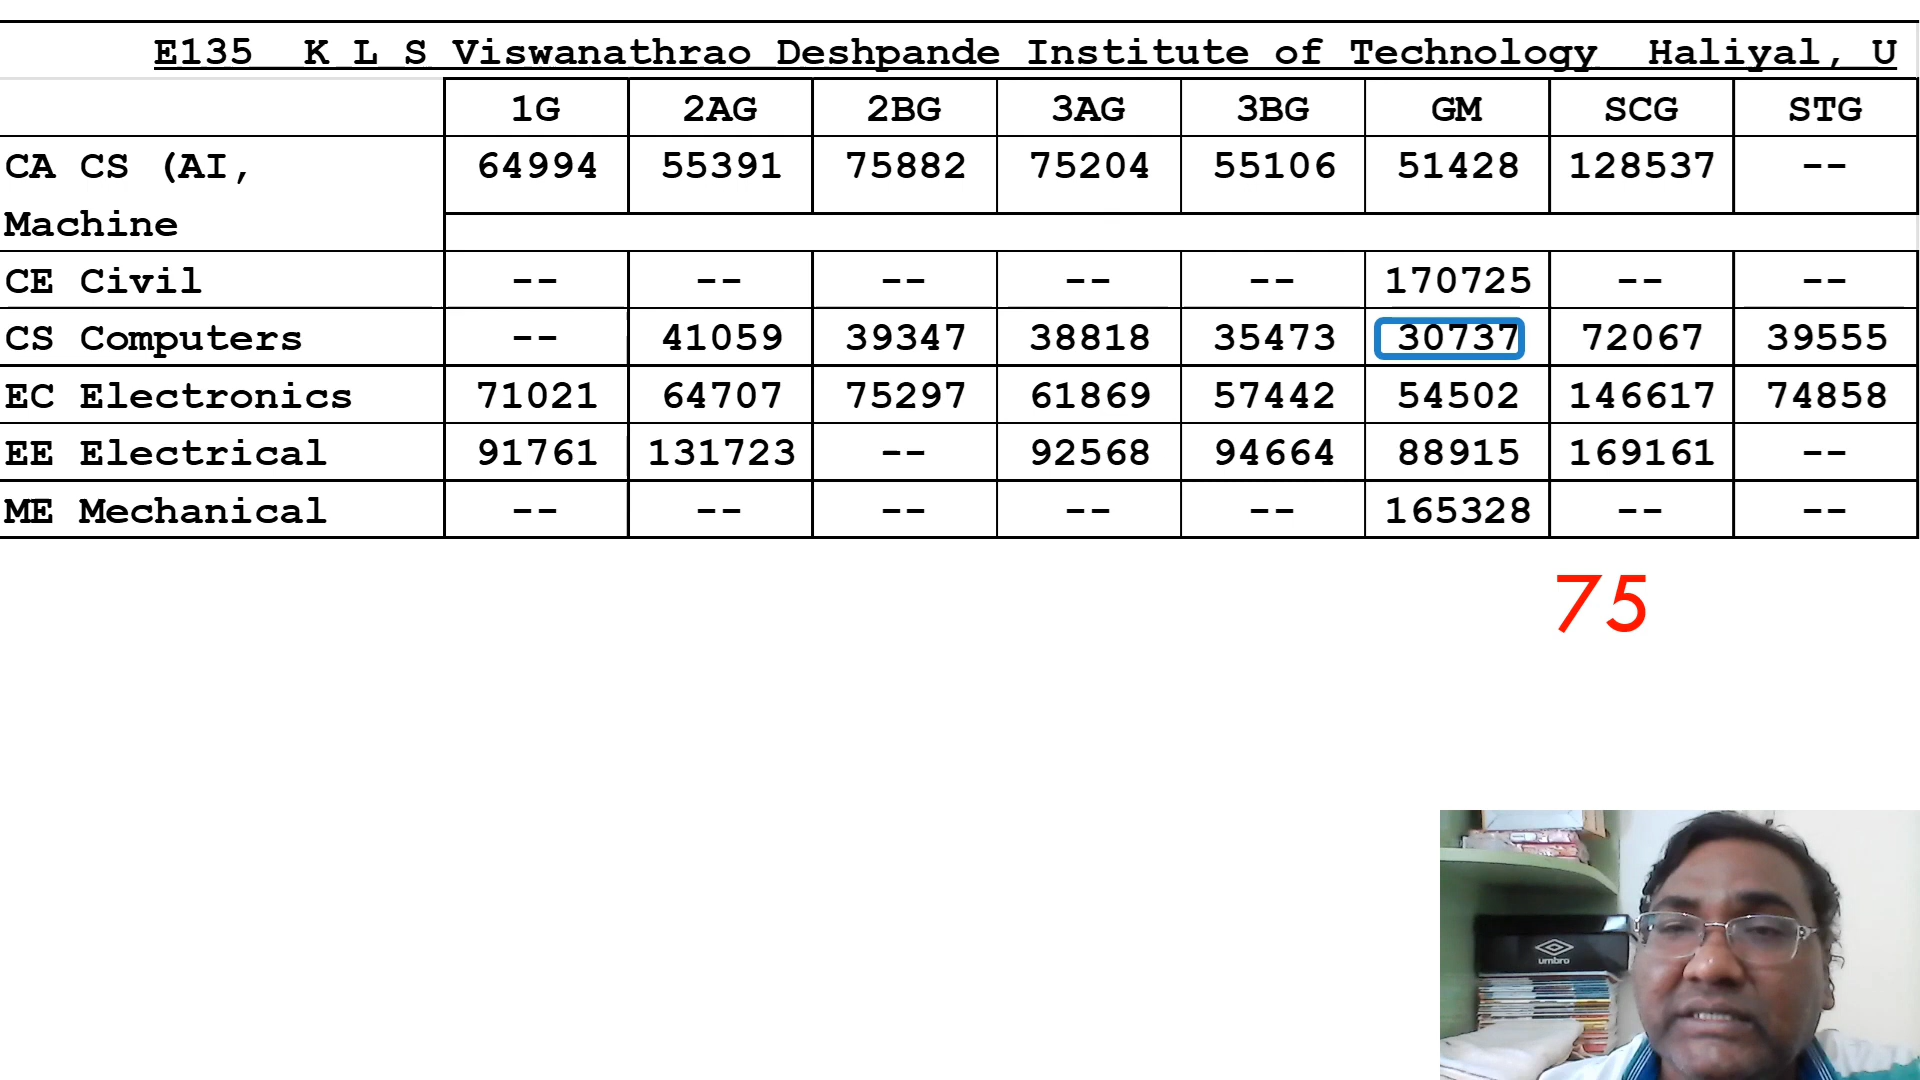 E135 K L S Viswanathrao Deshpande Institute of Technology Haliyal, U
1G 2AG 2BG 3AG 3BG GM SCG STG
CA CS (AI, 64994 55391 75882 75204 55106 51428 128537 --
Machine
CE Civil -- -- -- -- -- 170725 -- --
CS Computers -- 41059 39347 38818 35473 30737 72067 39555
EC Electronics 71021 64707 75297 61869 57442 54502 146617 74858
EE Electrical 91761 131723 -- 92568 94664 88915 169161 --
ME Mechanical -- -- -- -- -- 165328 -- --
75
umbro